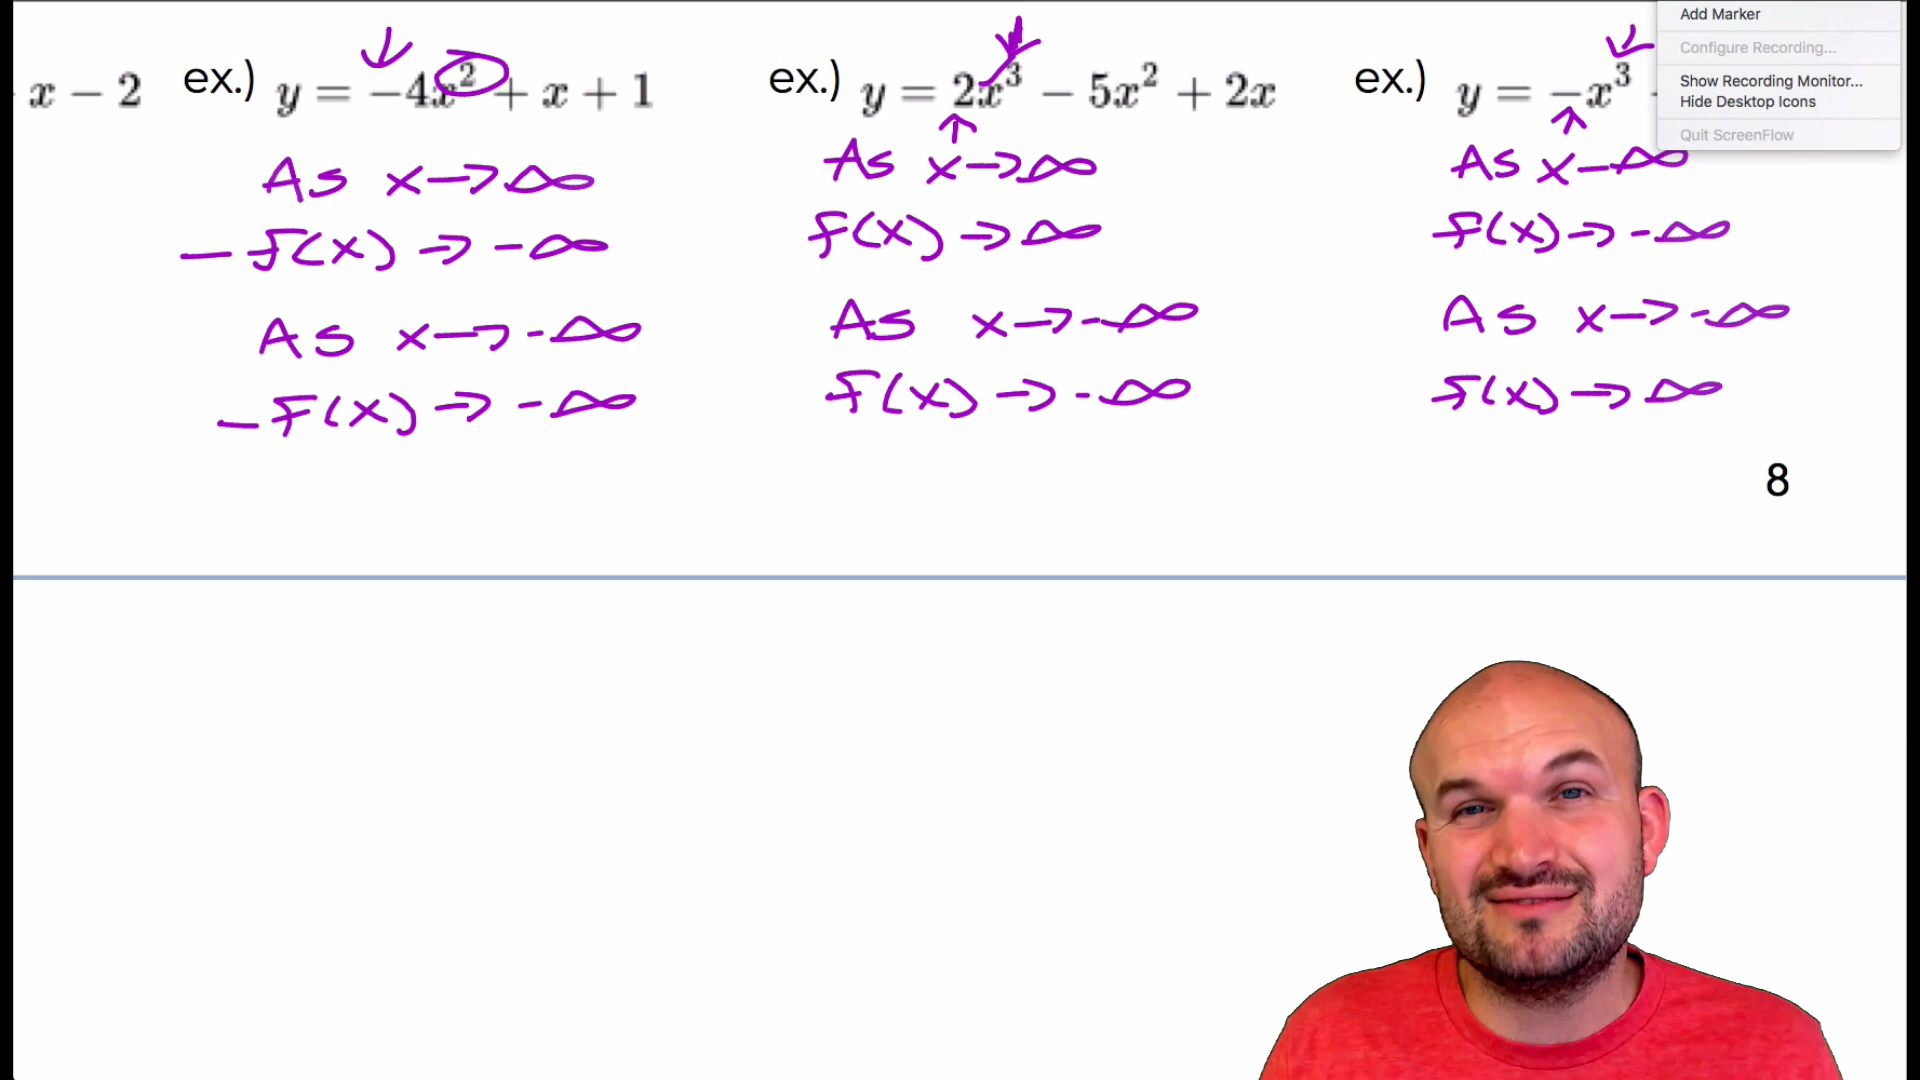 x − 2
ex.) y = −4x² + x + 1
As x→∞
– f(x) → -∞
As x→-∞
– f(x) → -∞
ex.) y = 2x³ − 5x² + 2x
As x→∞
f(x) → ∞
As x→-∞
f(x) → -∞
ex.) y = −x³ -
As x–∞
f(x) → -∞
As x→-∞
f(x) → ∞
8
Add Marker
Configure Recording...
Show Recording Monitor...
Hide Desktop Icons
Quit ScreenFlow